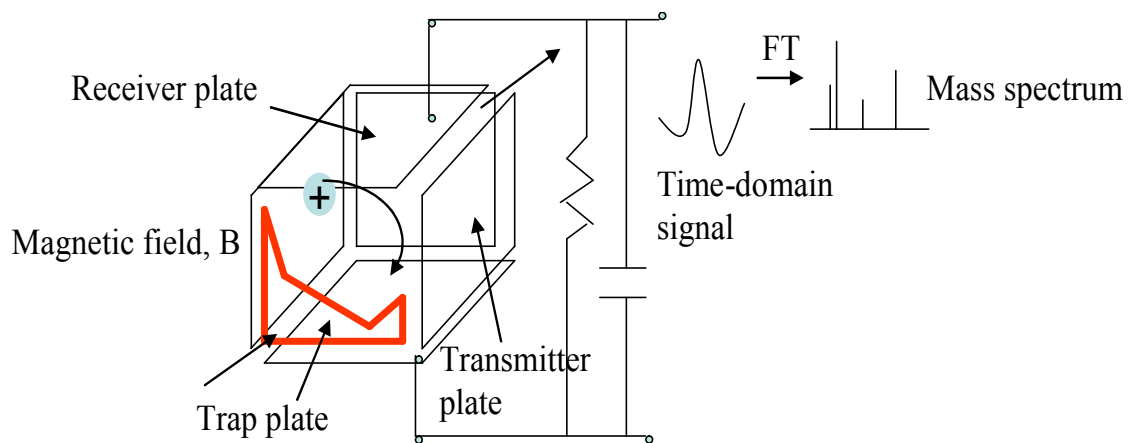 FT
Receiver plate
Mass spectrum
+
Time-domain
signal
Magnetic field, B
Transmitter
plate
Trap plate